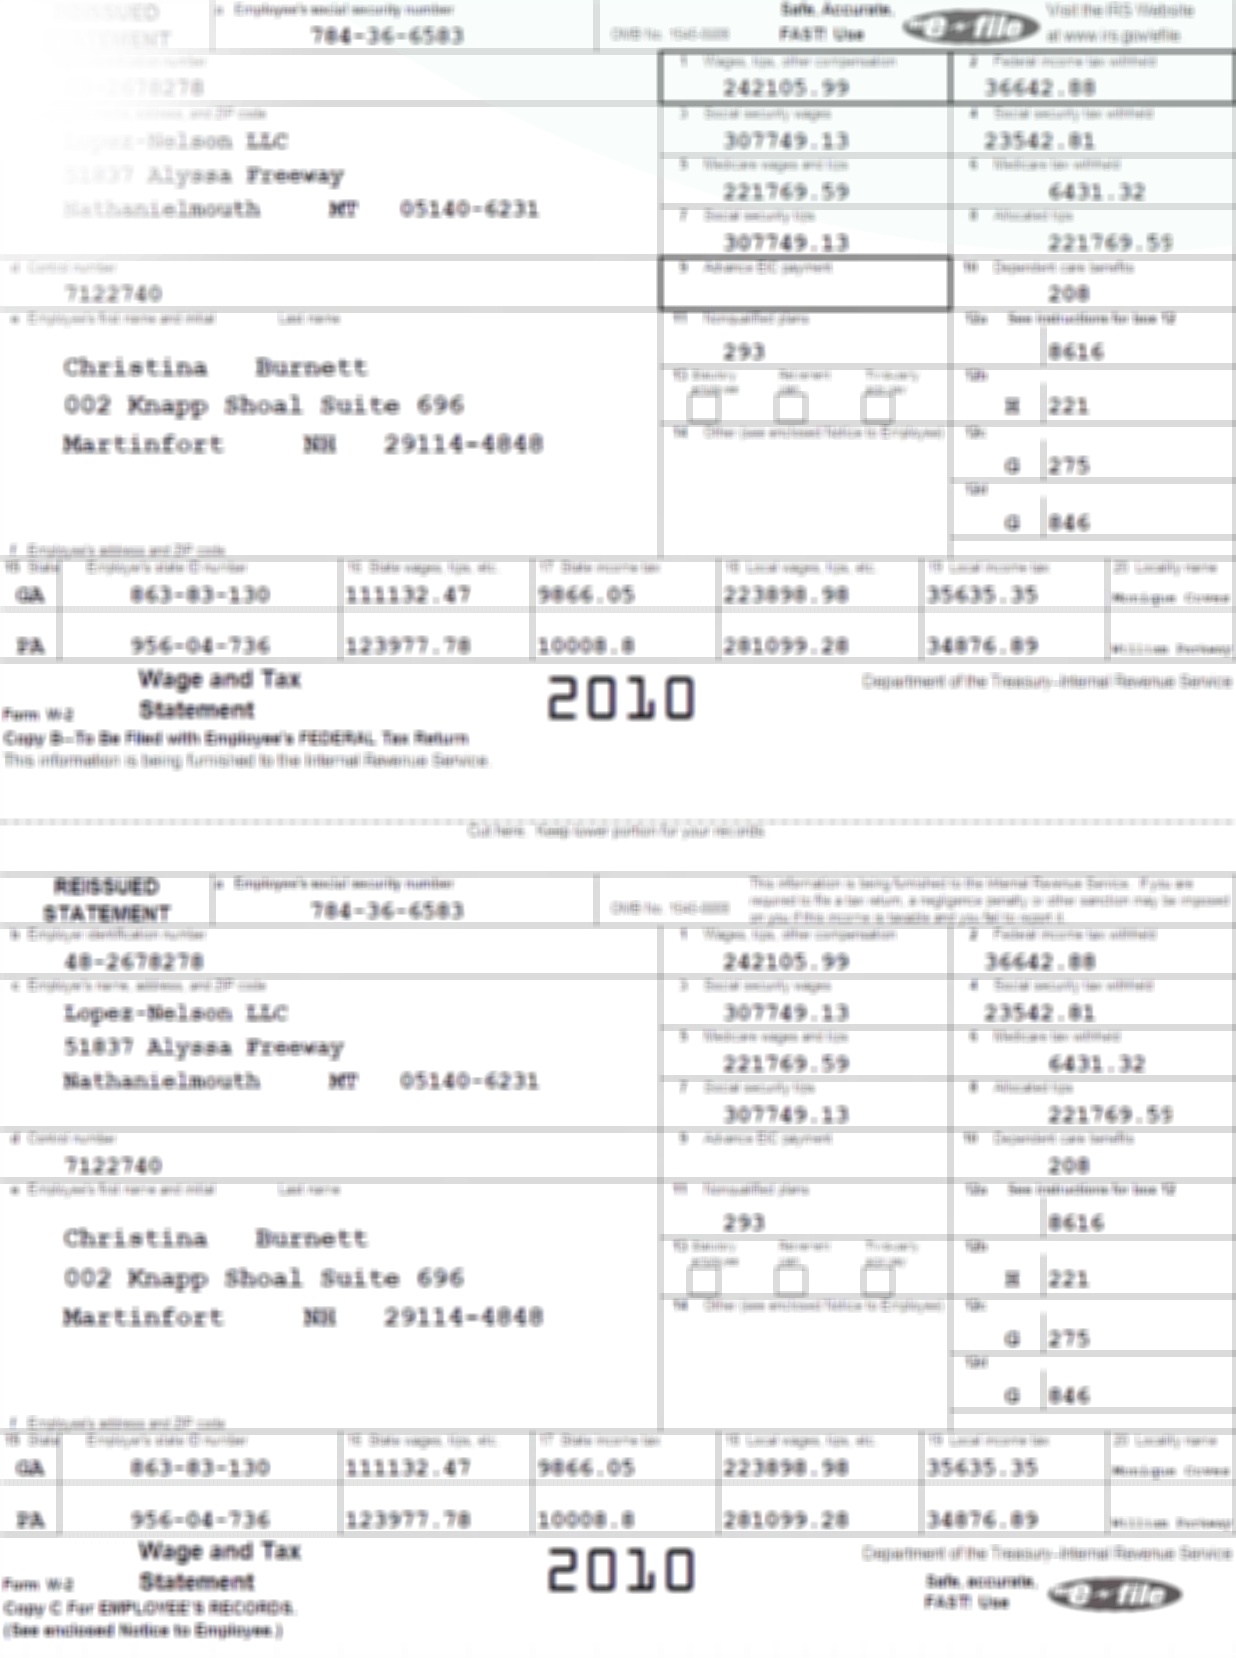 REISSUED a Employee's social security number Safe, Accurate, Visit the IRS Website
STATEMENT 784-36-6583 OMB No. 1545-0008 FAST! Use e-file at www.irs.gov/efile
1 Wages, tips, other compensation 2 Federal income tax withheld
2678278 242105.99 36642.88
address, and ZIP code 3 Social security wages 4 Social security tax withheld
Lopez-Nelson LLC 307749.13 23542.81
51837 Alyssa Freeway 5 Medicare wages and tips 6 Medicare tax withheld
221769.59 6431.32
Nathanielmouth MT 05140-6231 7 Social security tips 8 Allocated tips
307749.13 221769.59
d Control number 9 Advance EIC payment 10 Dependent care benefits
7122740 208
e Employee's first name and initial Last name 11 Nonqualified plans 12a See instructions for box 12
293 8616
Christina Burnett 13 Statutory employee Retirement plan Third-party sick pay 12b
002 Knapp Shoal Suite 696 H 221
Martinfort NH 29114-4848 14 Other (see enclosed Notice to Employee) 12c
G 275
12d
G 846
f Employee's address and ZIP code
15 State Employer's state ID number 16 State wages, tips, etc. 17 State income tax 18 Local wages, tips, etc. 19 Local income tax 20 Locality name
GA 863-83-130 111132.47 9866.05 223898.98 35635.35 Monique
PA 956-04-736 123977.78 10008.8 281099.28 34876.89 William Parkway
Wage and Tax 2010 Department of the Treasury-Internal Revenue Service
Form W-2 Statement
Copy B-To Be Filed with Employee's FEDERAL Tax Return
This information is being furnished to the Internal Revenue Service.
Cut here. Keep lower portion for your records.
REISSUED a Employee's social security number This information is being furnished to the Internal Revenue Service. If you are
STATEMENT 784-36-6583 OMB No. 1545-0008 required to file a tax return, a negligence penalty or other sanction may be imposed
on you if this income is taxable and you fail to report it.
b Employer identification number 1 Wages, tips, other compensation 2 Federal income tax withheld
48-2678278 242105.99 36642.88
c Employer's name, address, and ZIP code 3 Social security wages 4 Social security tax withheld
Lopez-Nelson LLC 307749.13 23542.81
51837 Alyssa Freeway 5 Medicare wages and tips 6 Medicare tax withheld
221769.59 6431.32
Nathanielmouth MT 05140-6231 7 Social security tips 8 Allocated tips
307749.13 221769.59
d Control number 9 Advance EIC payment 10 Dependent care benefits
7122740 208
e Employee's first name and initial Last name 11 Nonqualified plans 12a See instructions for box 12
293 8616
Christina Burnett 13 Statutory employee Retirement plan Third-party sick pay 12b
002 Knapp Shoal Suite 696 H 221
Martinfort NH 29114-4848 14 Other (see enclosed Notice to Employee) 12c
G 275
12d
G 846
f Employee's address and ZIP code
15 State Employer's state ID number 16 State wages, tips, etc. 17 State income tax 18 Local wages, tips, etc. 19 Local income tax 20 Locality name
GA 863-83-130 111132.47 9866.05 223898.98 35635.35 Monique
PA 956-04-736 123977.78 10008.8 281099.28 34876.89 William Parkway
Wage and Tax 2010 Department of the Treasury-Internal Revenue Service
Form W-2 Statement Safe, accurate,
Copy C For EMPLOYEE'S RECORDS. FAST! Use e-file
(See enclosed Notice to Employee.)